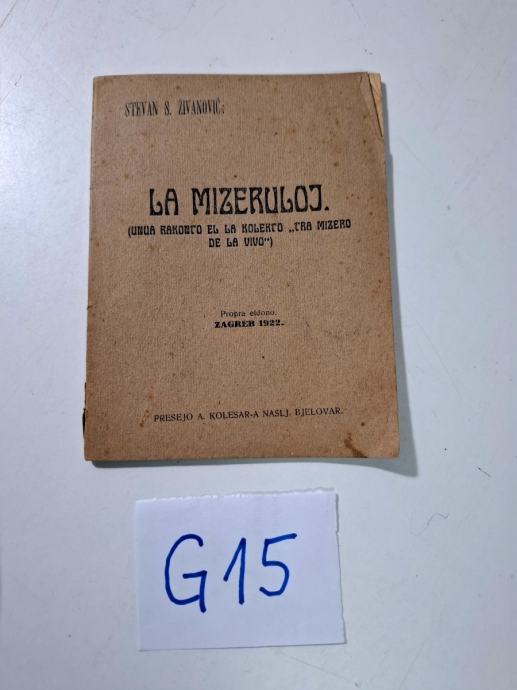 STEVAN S. ŽIVANOVIĆ:
LA MIZERULOJ.
(UNUA RAKONTO EL LA KOLEKTO „TRA MIZERO
DE LA VIVO")
Propra eldono.
ZAGREB 1922.
PRESEJO A. KOLESAR-A NASLJ. BJELOVAR.
G15